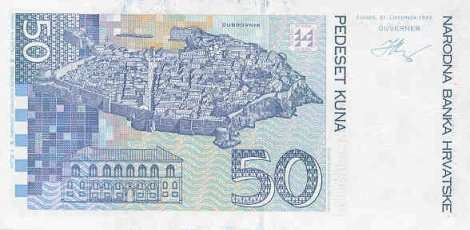 50
DUBROVNIK
PEDESET KUNA
GUVERNER
NARODNA BANKA HRVATSKE
50